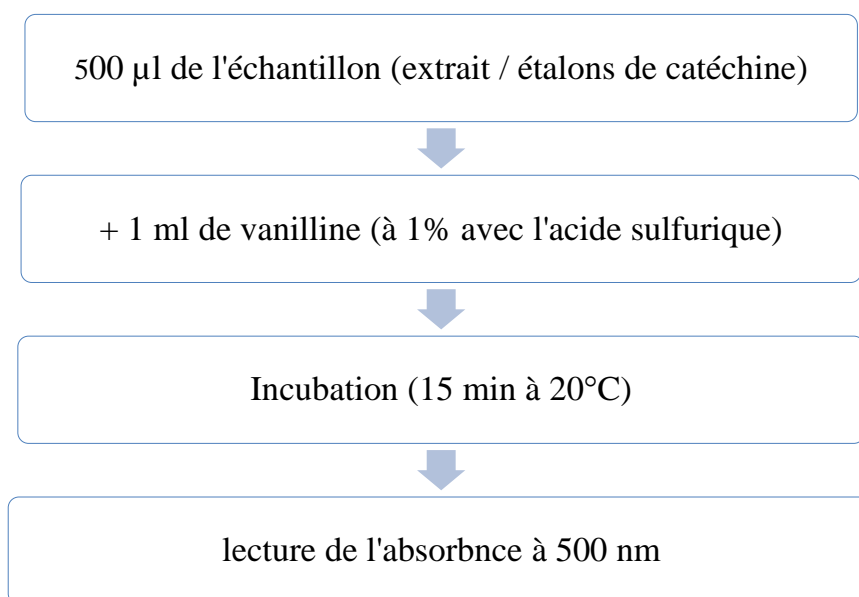 500 µl de l'échantillon (extrait / étalons de catéchine)
+ 1 ml de vanilline (à 1% avec l'acide sulfurique)
Incubation (15 min à 20°C)
lecture de l'absorbnce à 500 nm